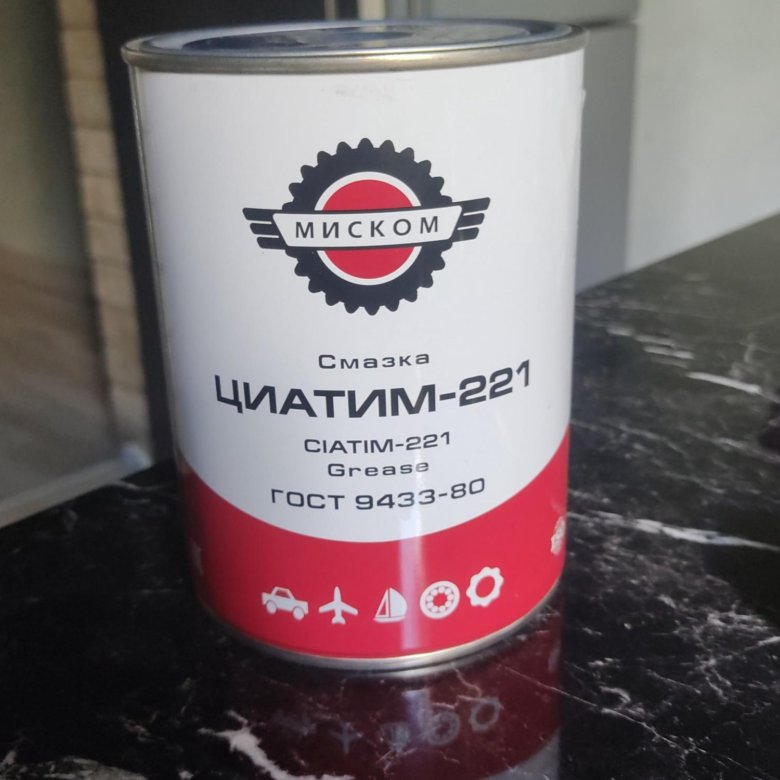 МИСКОМ
Смазка
ЦИАТИМ-221
CIATIM-221
Grease
ГОСТ 9433-80